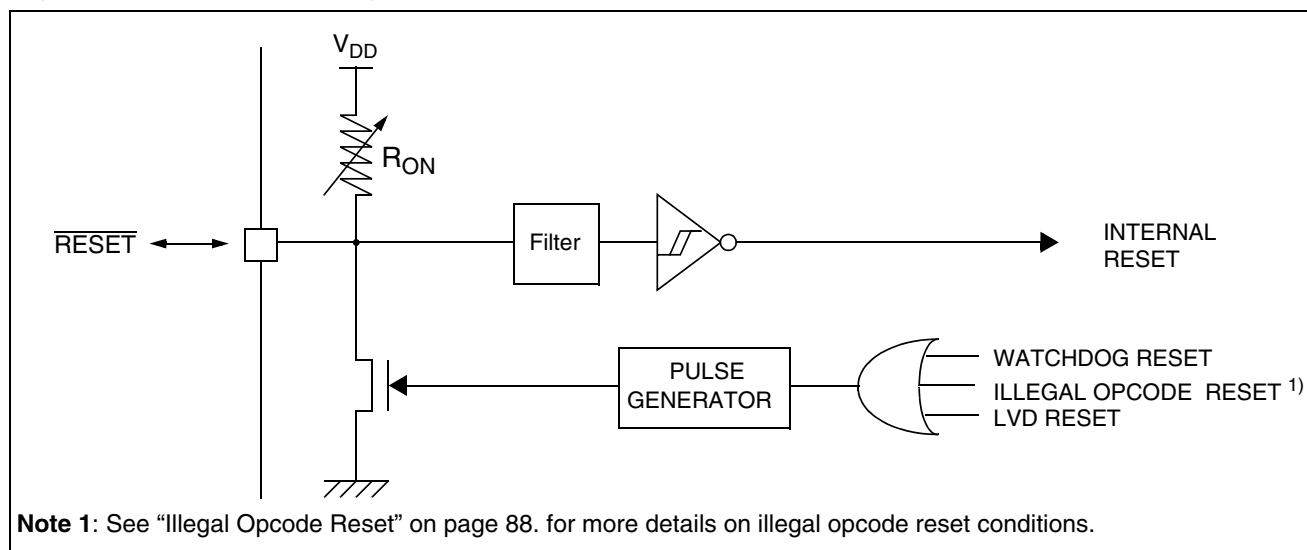 VDD
RON
RESET
Filter
INTERNAL
RESET
PULSE
GENERATOR
WATCHDOG RESET
ILLEGAL OPCODE RESET 1)
LVD RESET
Note 1: See “Illegal Opcode Reset” on page 88. for more details on illegal opcode reset conditions.